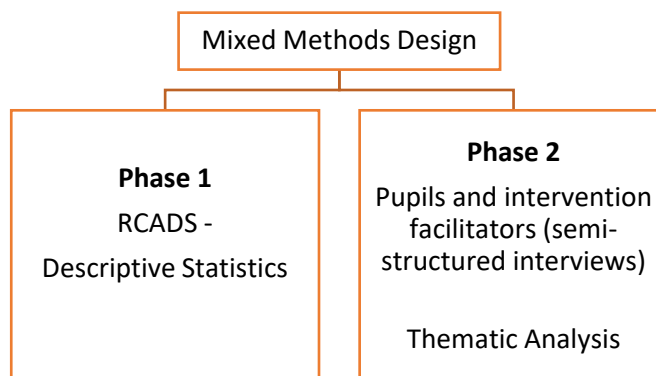 Mixed Methods Design
Phase 1
RCADS -
Descriptive Statistics
Phase 2
Pupils and intervention
facilitators (semi-
structured interviews)
Thematic Analysis